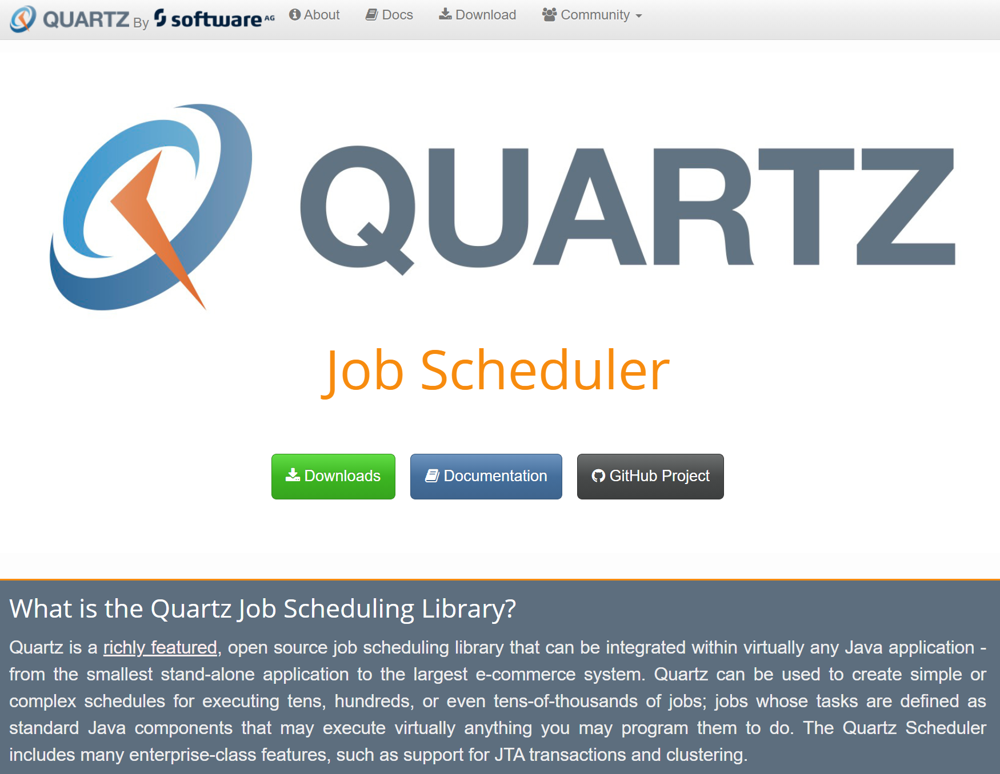 QUARTZ By software AG About Docs Download Community
QUARTZ
Job Scheduler
Downloads Documentation GitHub Project
What is the Quartz Job Scheduling Library?
Quartz is a richly featured, open source job scheduling library that can be integrated within virtually any Java application -
from the smallest stand-alone application to the largest e-commerce system. Quartz can be used to create simple or
complex schedules for executing tens, hundreds, or even tens-of-thousands of jobs; jobs whose tasks are defined as
standard Java components that may execute virtually anything you may program them to do. The Quartz Scheduler
includes many enterprise-class features, such as support for JTA transactions and clustering.